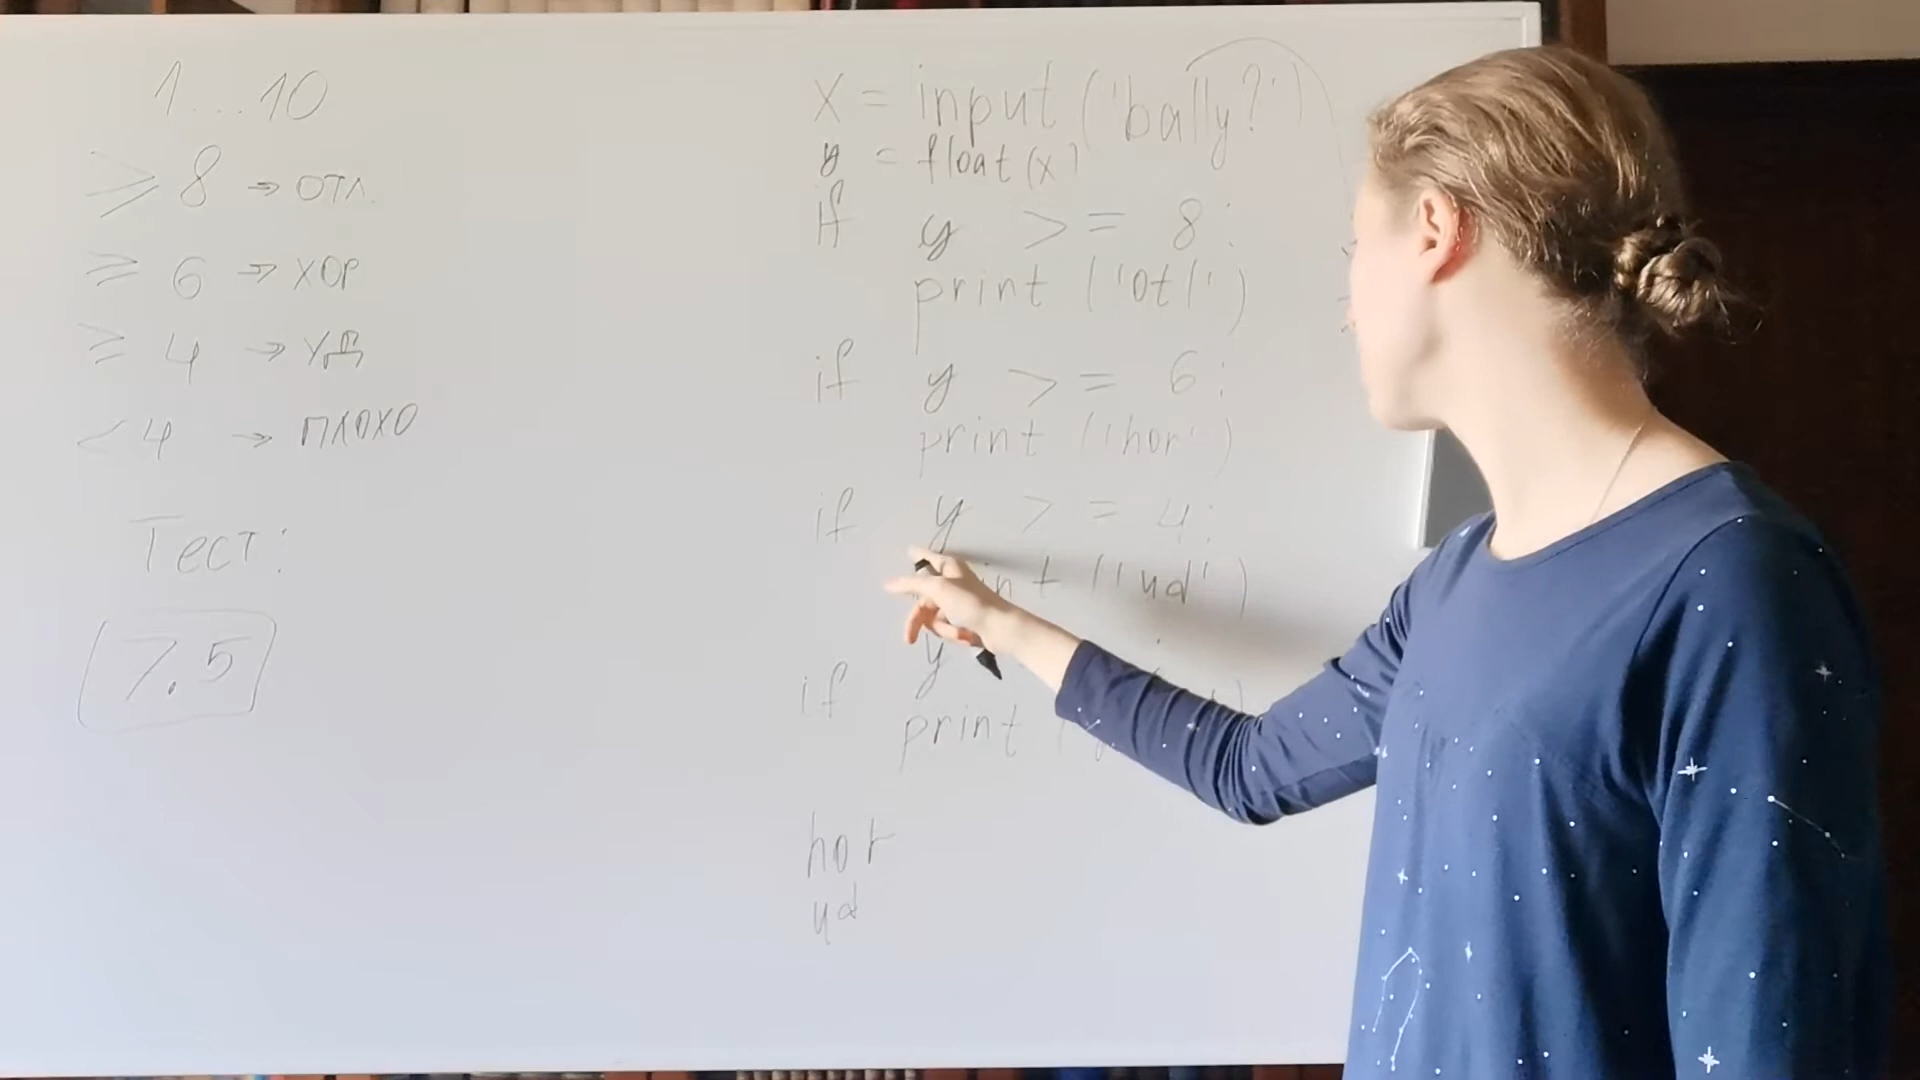 1...10
≥ 8 → ОТЛ.
≥ 6 → ХОР
≥ 4 → УД
< 4 → ПЛОХО
Тест:
7.5
x = input ('bally?')
y = float(x)
if y >= 8:
print ('otl')
if y >= 6:
print ('hor')
if y >= 4:
int ('ud')
if y
print (
hor
ud